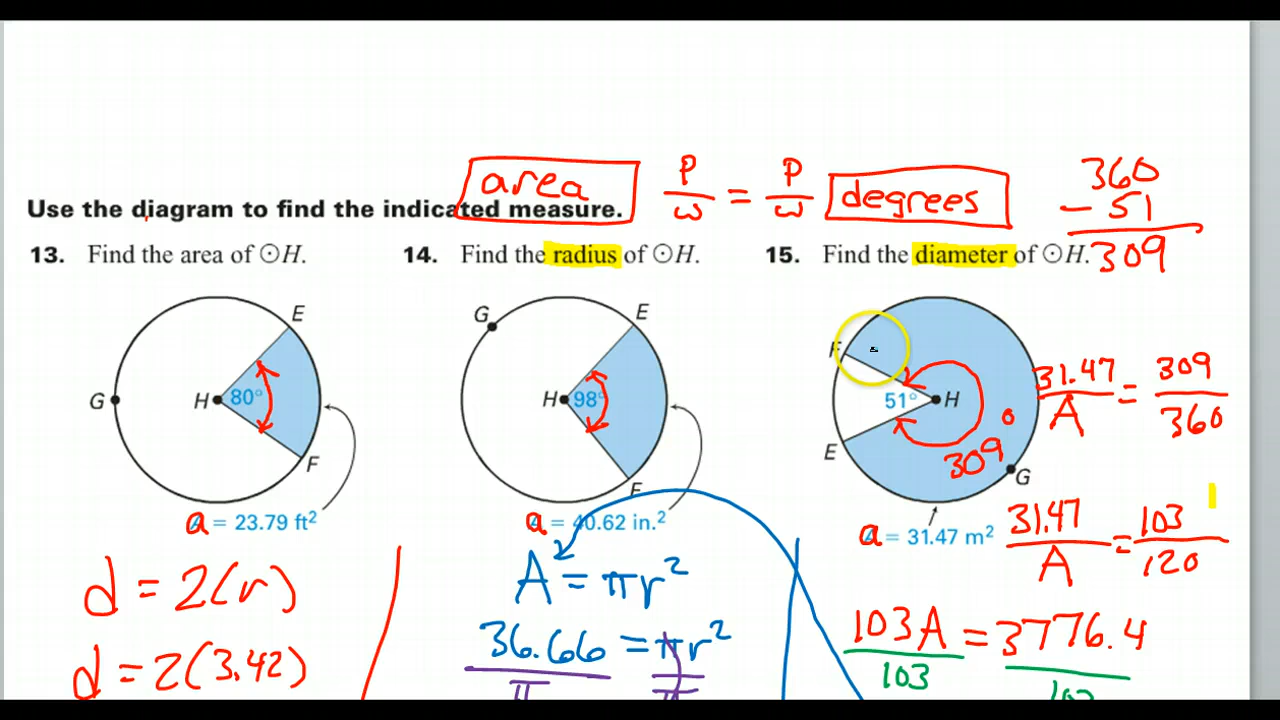 area P/w = P/w degrees
360
- 51
309
Use the diagram to find the indicated measure.
13. Find the area of ⊙H.
14. Find the radius of ⊙H.
15. Find the diameter of ⊙H.
E
G
H
80°
F
a = 23.79 ft²
G
E
H
98°
F
a = 40.62 in.²
F
51°
H
E
309°
G
a = 31.47 m²
31.47/A = 309/360
31.47/A = 103/120
103A = 3776.4
103
d = 2(r)
d = 2(3.42)
A = πr²
36.66 = πr²
π